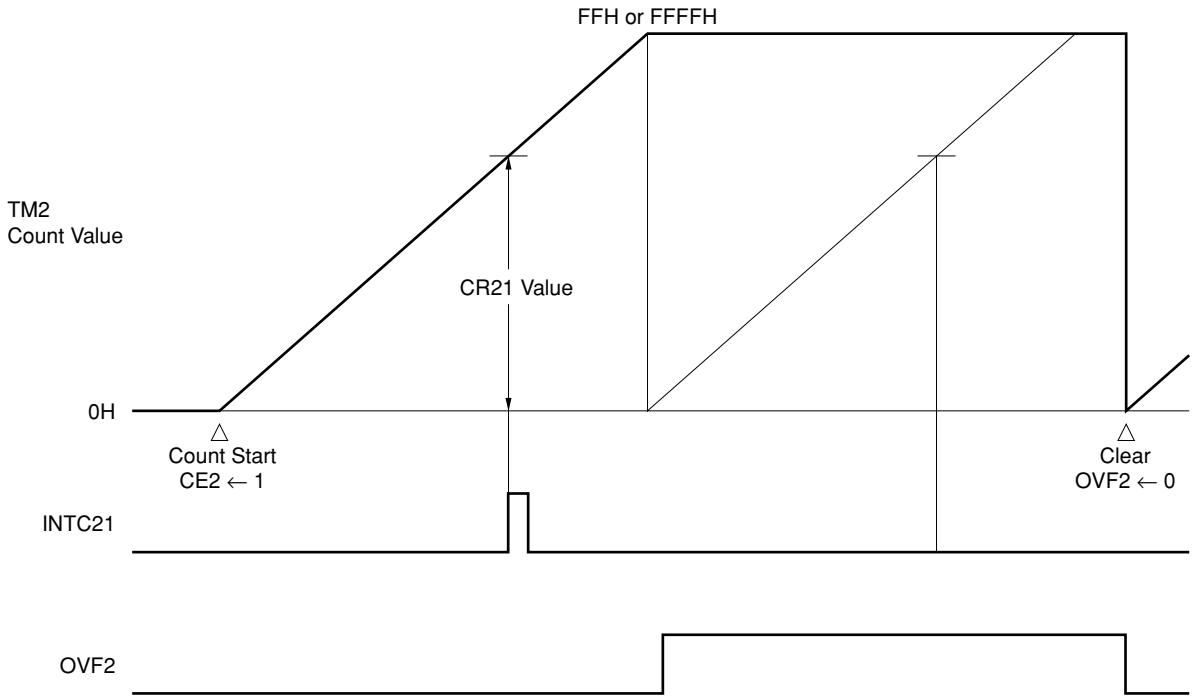 FFH or FFFFH
TM2
Count Value
CR21 Value
0H
Count Start
CE2 ← 1
Clear
OVF2 ← 0
INTC21
OVF2